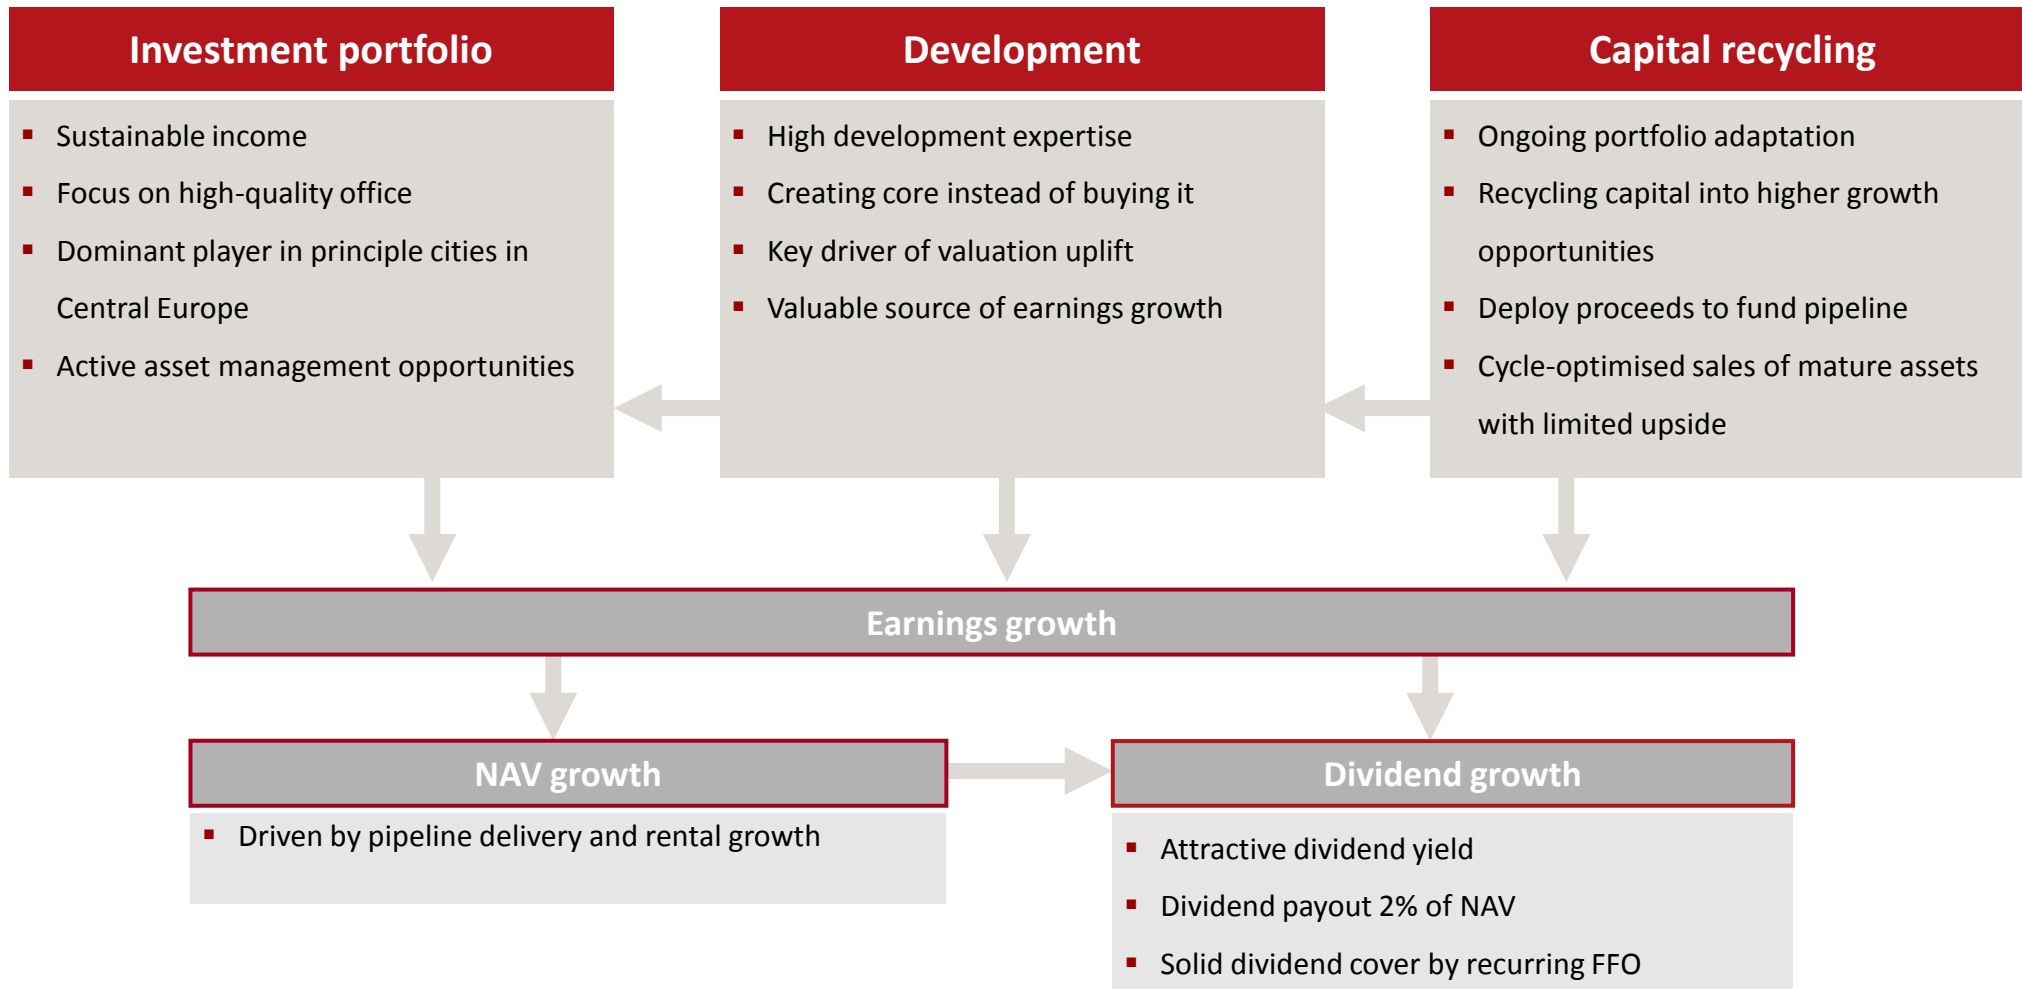 Investment portfolio
▪ Sustainable income
▪ Focus on high-quality office
▪ Dominant player in principle cities in
Central Europe
▪ Active asset management opportunities
Development
▪ High development expertise
▪ Creating core instead of buying it
▪ Key driver of valuation uplift
▪ Valuable source of earnings growth
Capital recycling
▪ Ongoing portfolio adaptation
▪ Recycling capital into higher growth
opportunities
▪ Deploy proceeds to fund pipeline
▪ Cycle-optimised sales of mature assets
with limited upside
Earnings growth
NAV growth
▪ Driven by pipeline delivery and rental growth
Dividend growth
▪ Attractive dividend yield
▪ Dividend payout 2% of NAV
▪ Solid dividend cover by recurring FFO